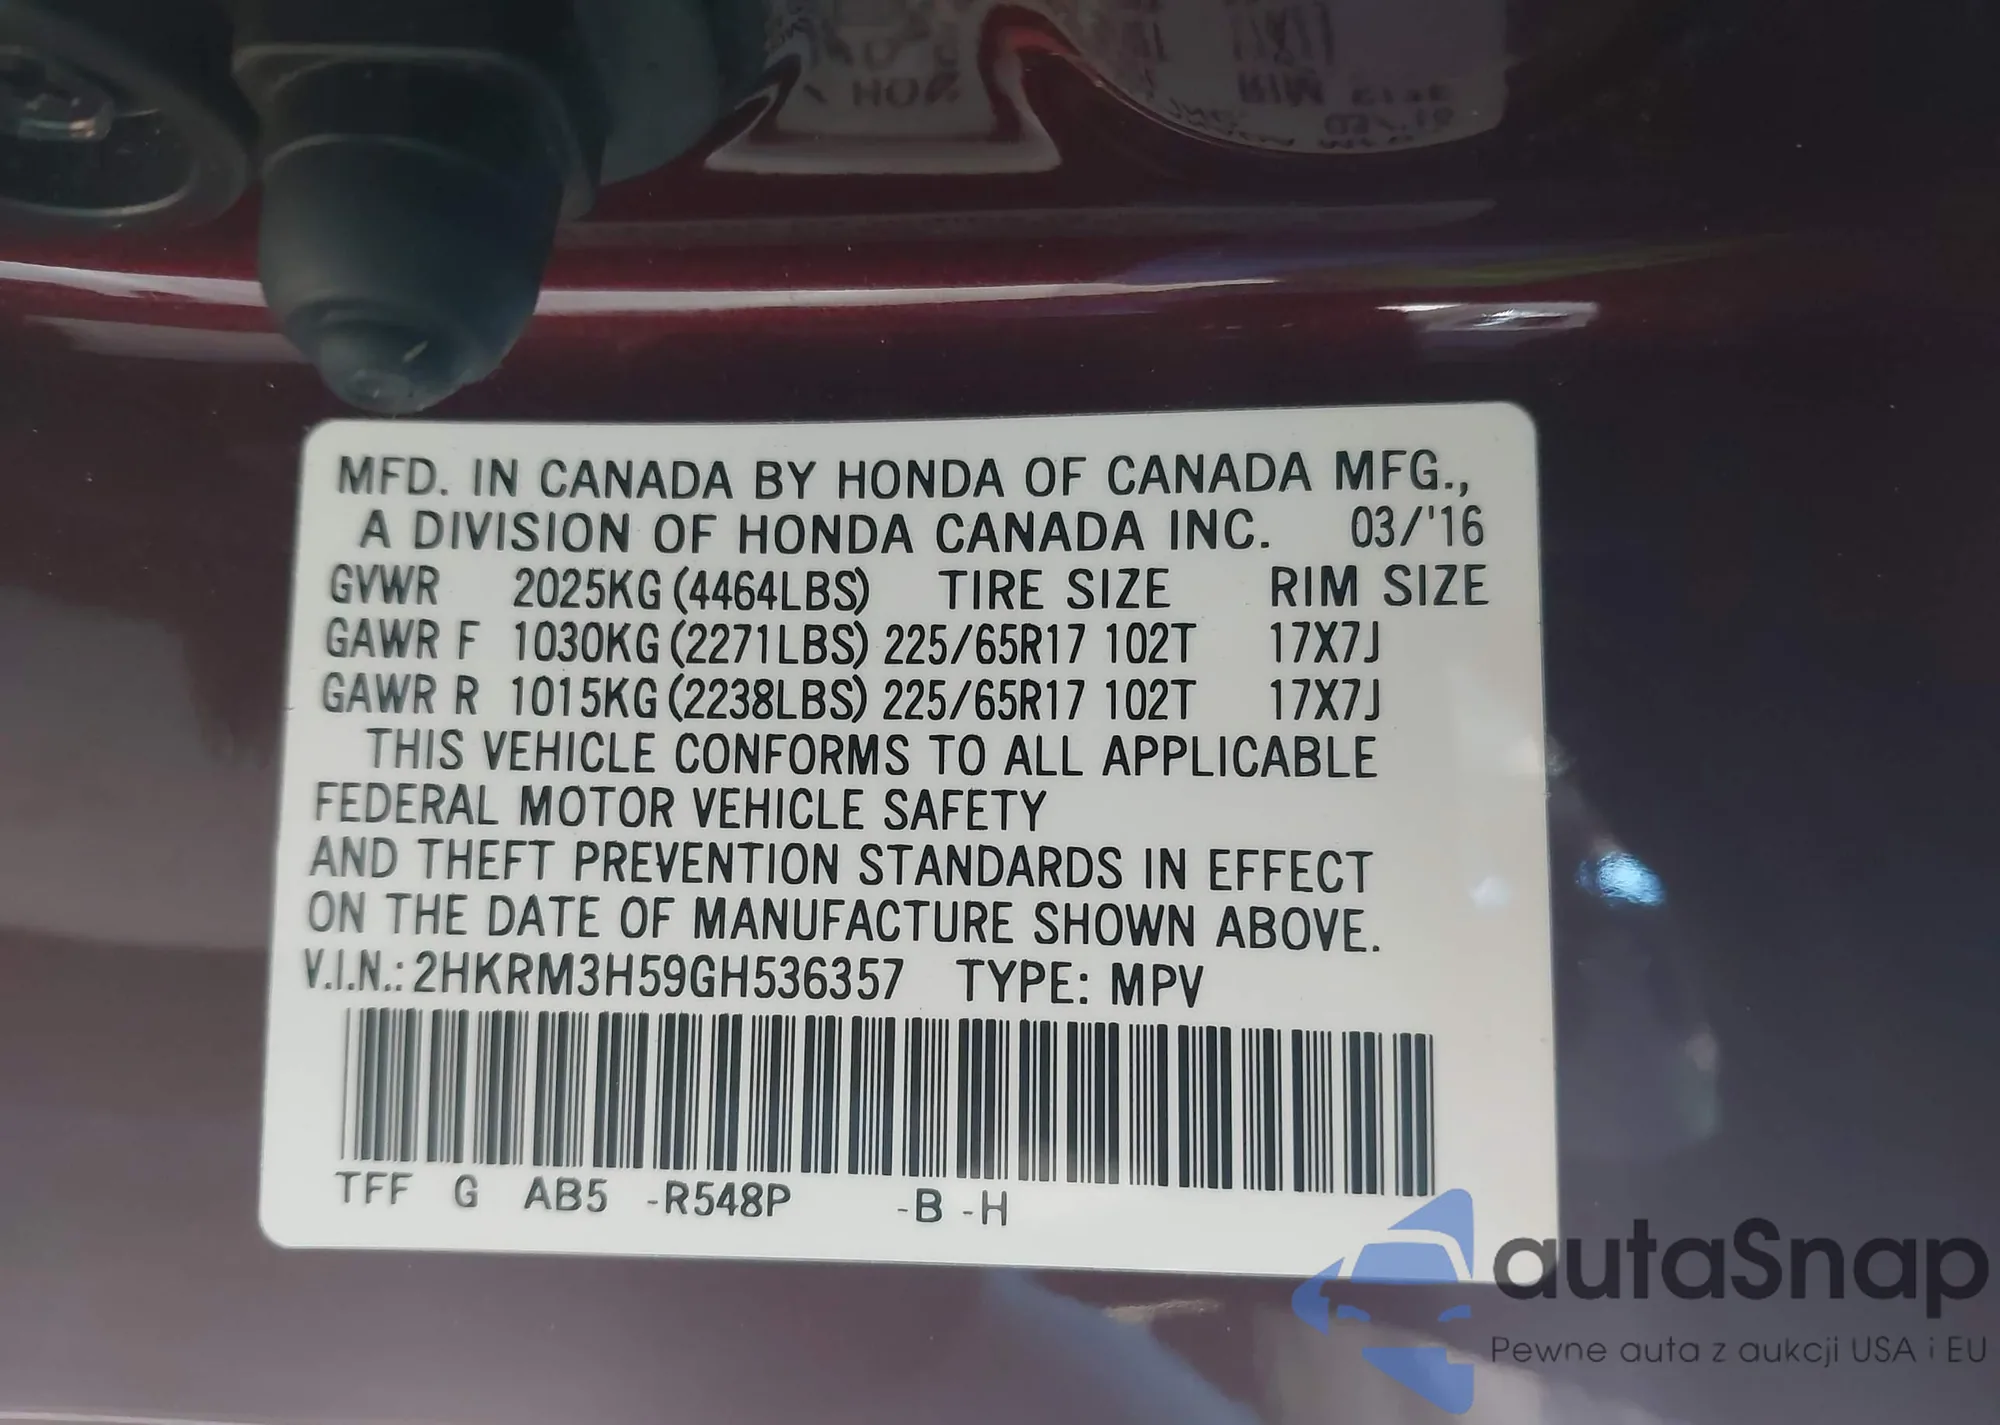 MFD. IN CANADA BY HONDA OF CANADA MFG.,
A DIVISION OF HONDA CANADA INC. 03/'16
GVWR 2025KG (4464LBS) TIRE SIZE RIM SIZE
GAWR F 1030KG (2271LBS) 225/65R17 102T 17X7J
GAWR R 1015KG (2238LBS) 225/65R17 102T 17X7J
THIS VEHICLE CONFORMS TO ALL APPLICABLE
FEDERAL MOTOR VEHICLE SAFETY
AND THEFT PREVENTION STANDARDS IN EFFECT
ON THE DATE OF MANUFACTURE SHOWN ABOVE.
V.I.N.: 2HKRM3H59GH536357 TYPE: MPV
TFF G AB5 -R548P -B -H
autaSnap
Pewne auta z aukcji USA i EU